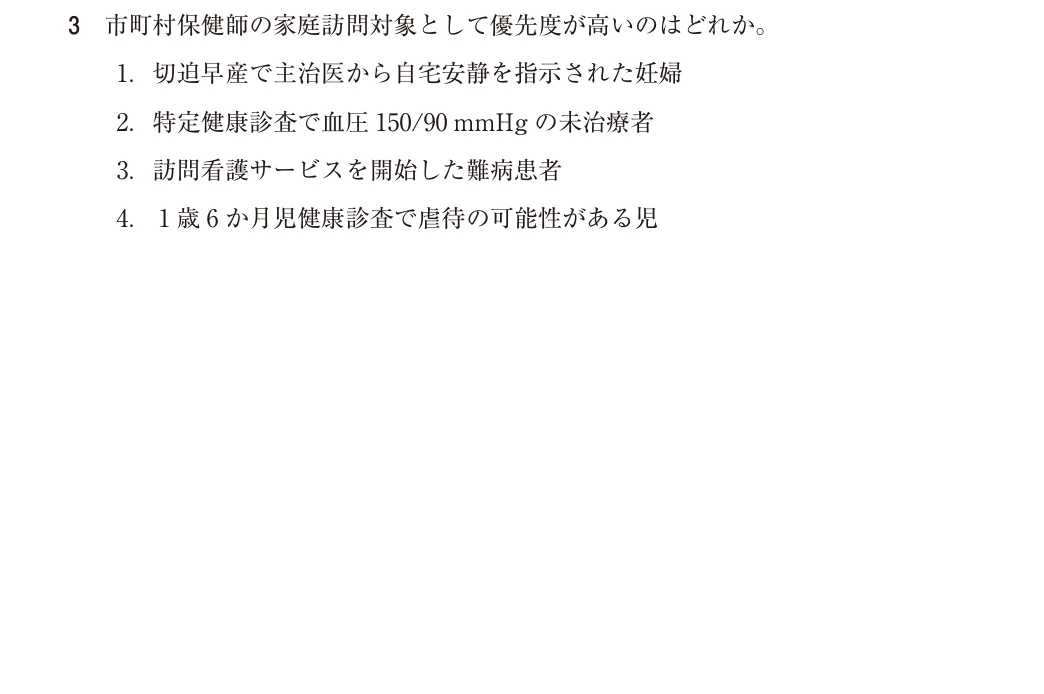 3 市町村保健師の家庭訪問対象として優先度が高いのはどれか。
1. 切迫早産で主治医から自宅安静を指示された妊婦
2. 特定健康診査で血圧 150/90 mmHg の未治療者
3. 訪問看護サービスを開始した難病患者
4. 1 歳 6 か月児健康診査で虐待の可能性がある児